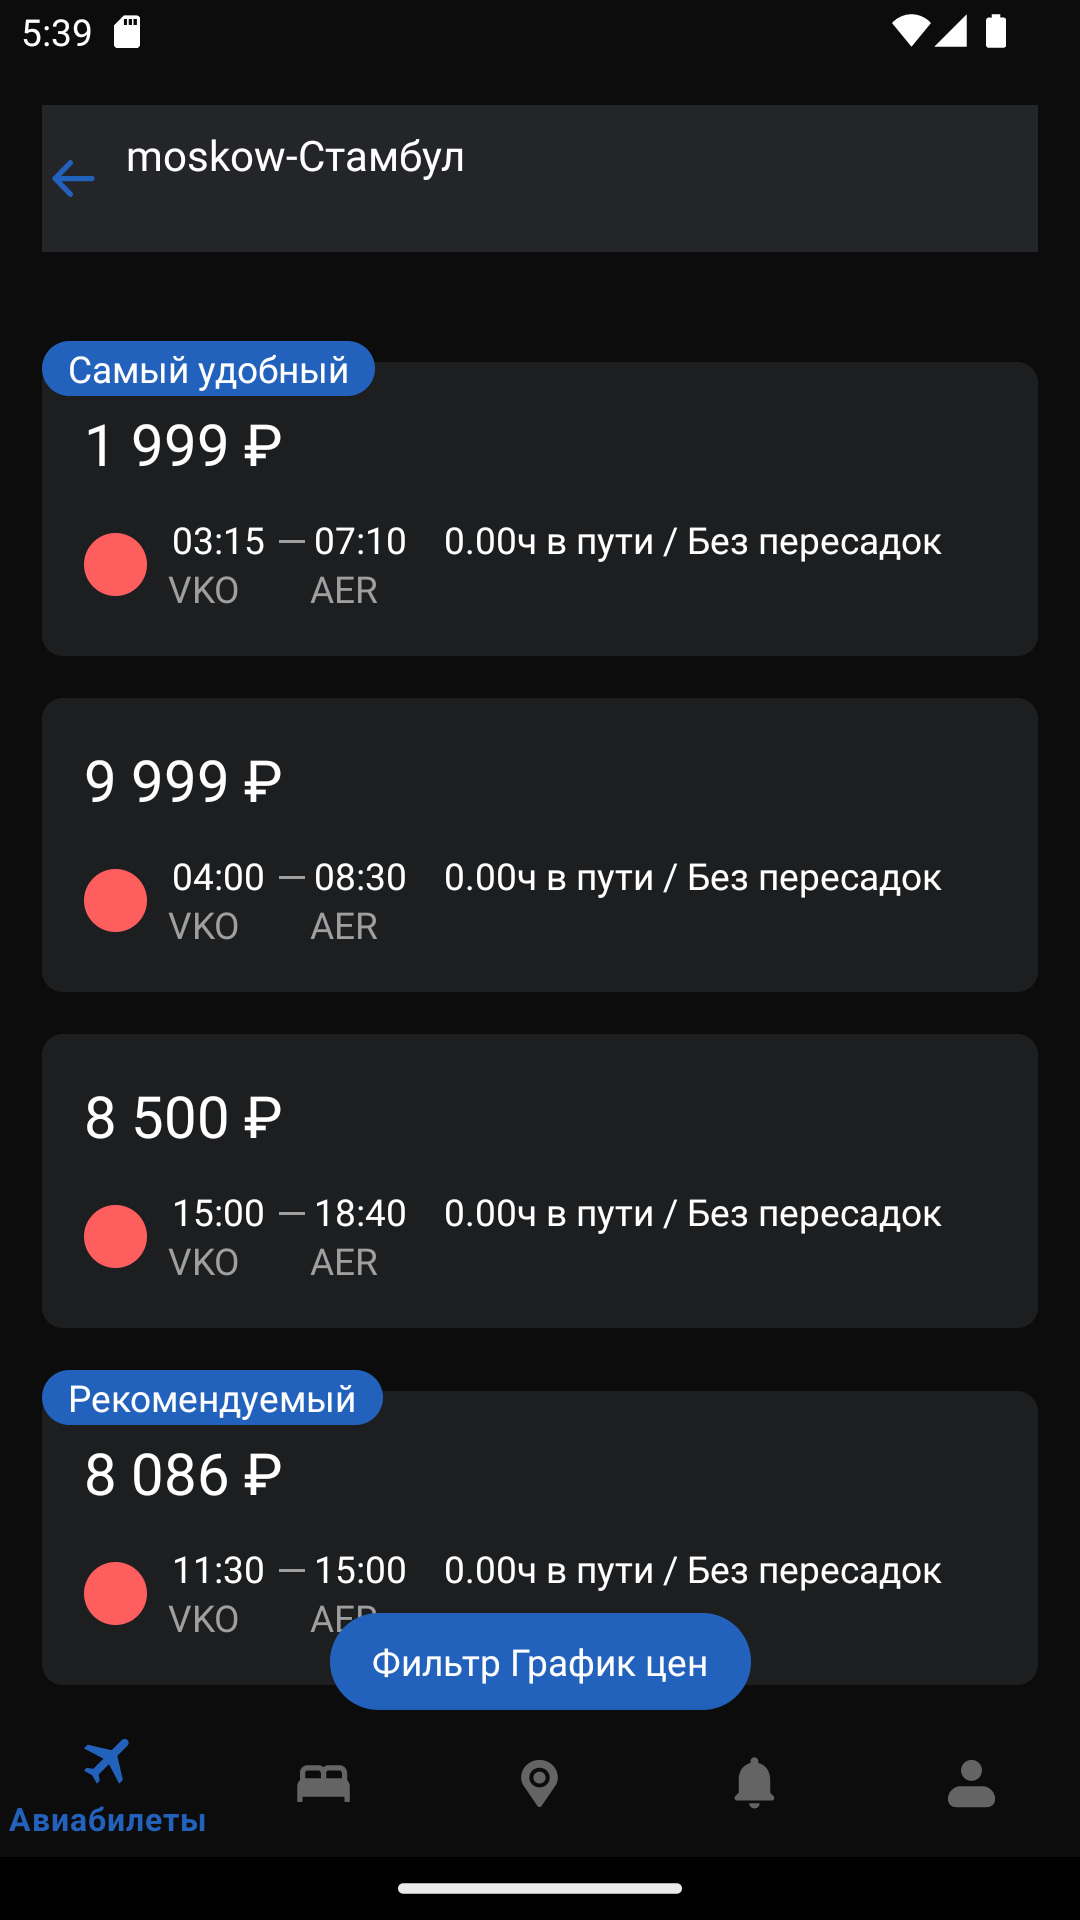 5:39
moskow-Стамбул
Самый удобный
1 999 ₽
03:15 — 07:10 0.00ч в пути / Без пересадок
VKO AER
9 999 ₽
04:00 — 08:30 0.00ч в пути / Без пересадок
VKO AER
8 500 ₽
15:00 — 18:40 0.00ч в пути / Без пересадок
VKO AER
Рекомендуемый
8 086 ₽
11:30 — 15:00 0.00ч в пути / Без пересадок
VKO AER
Фильтр График цен
Авиабилеты